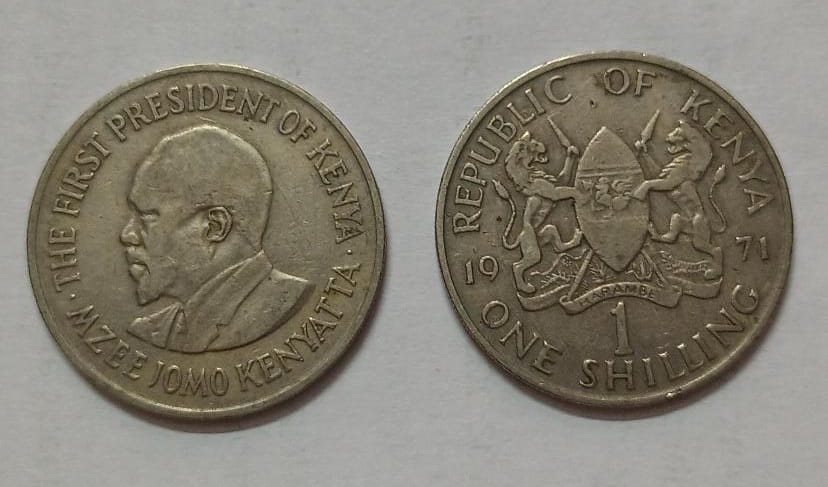 THE FIRST PRESIDENT OF KENYA
MZEE JOMO KENYATTA
REPUBLIC OF KENYA
19 71
HARAMBEE
1
ONE SHILLING